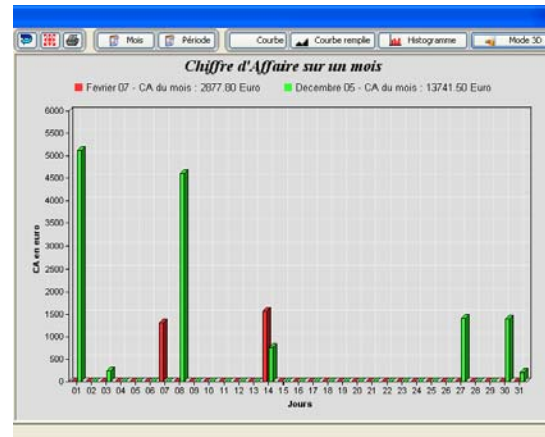 Mois Période Courbe Courbe remplie Histogramme Mode 3D
Chiffre d'Affaire sur un mois
Fevrier 07 - CA du mois : 2877.80 Euro Decembre 05 - CA du mois : 13741.50 Euro
6000
5500
5000
4500
4000
3500
3000
2500
2000
1500
1000
500
0
CA en euro
01 02 03 04 05 06 07 08 09 10 11 12 13 14 15 16 17 18 19 20 21 22 23 24 25 26 27 28 29 30 31
Jours